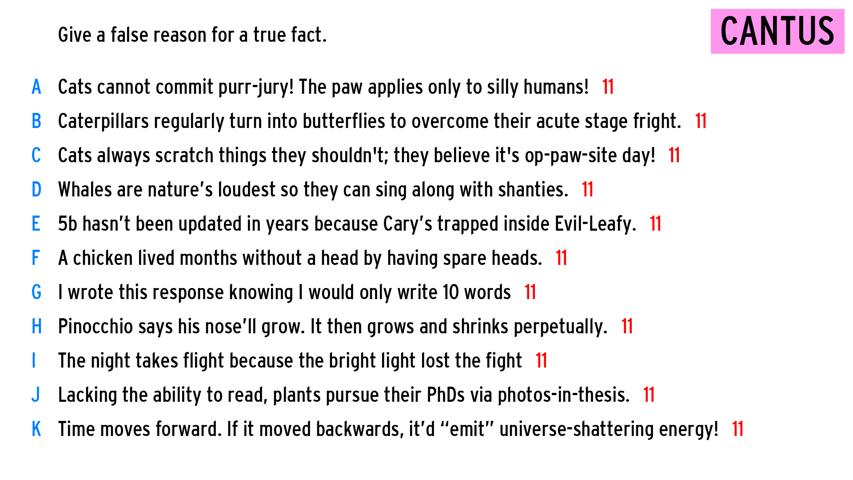 Give a false reason for a true fact.
CANTUS
A Cats cannot commit purr-jury! The paw applies only to silly humans! 11
B Caterpillars regularly turn into butterflies to overcome their acute stage fright. 11
C Cats always scratch things they shouldn't; they believe it's op-paw-site day! 11
D Whales are nature’s loudest so they can sing along with shanties. 11
E 5b hasn’t been updated in years because Cary’s trapped inside Evil-Leafy. 11
F A chicken lived months without a head by having spare heads. 11
G I wrote this response knowing I would only write 10 words 11
H Pinocchio says his nose’ll grow. It then grows and shrinks perpetually. 11
I The night takes flight because the bright light lost the fight 11
J Lacking the ability to read, plants pursue their PhDs via photos-in-thesis. 11
K Time moves forward. If it moved backwards, it’d “emit” universe-shattering energy! 11